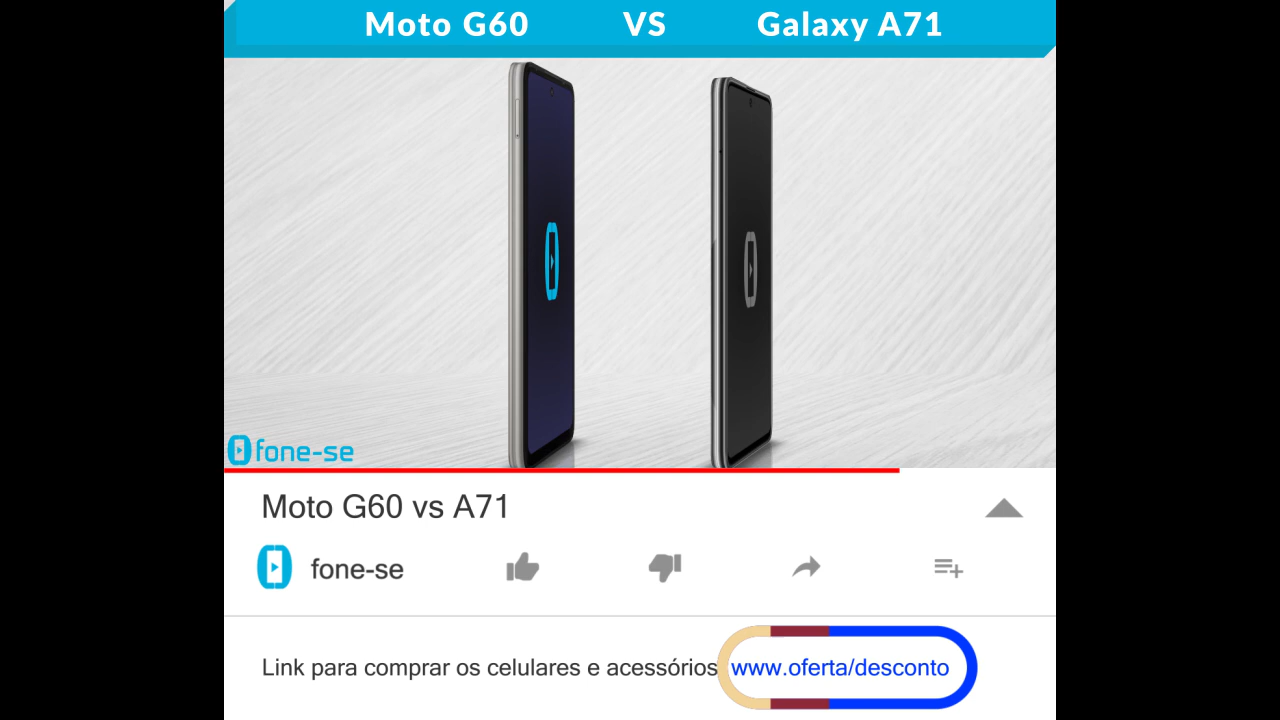 Moto G60 VS Galaxy A71
fone-se
Moto G60 vs A71
fone-se
Link para comprar os celulares e acessórios www.oferta/desconto